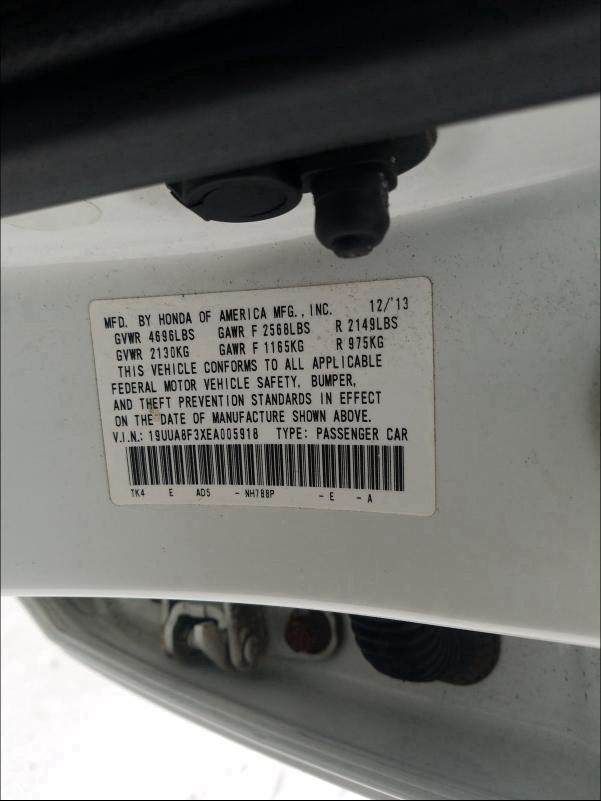 MFD. BY HONDA OF AMERICA MFG., INC. 12/'13
GVWR 4696LBS GAWR F 2568LBS R 2149LBS
GVWR 2130KG GAWR F 1165KG R 975KG
THIS VEHICLE CONFORMS TO ALL APPLICABLE
FEDERAL MOTOR VEHICLE SAFETY, BUMPER,
AND THEFT PREVENTION STANDARDS IN EFFECT
ON THE DATE OF MANUFACTURE SHOWN ABOVE.
V.I.N.: 19UUA8F3XEA005918 TYPE: PASSENGER CAR
TK4 E AD5 - NH788P - E - A